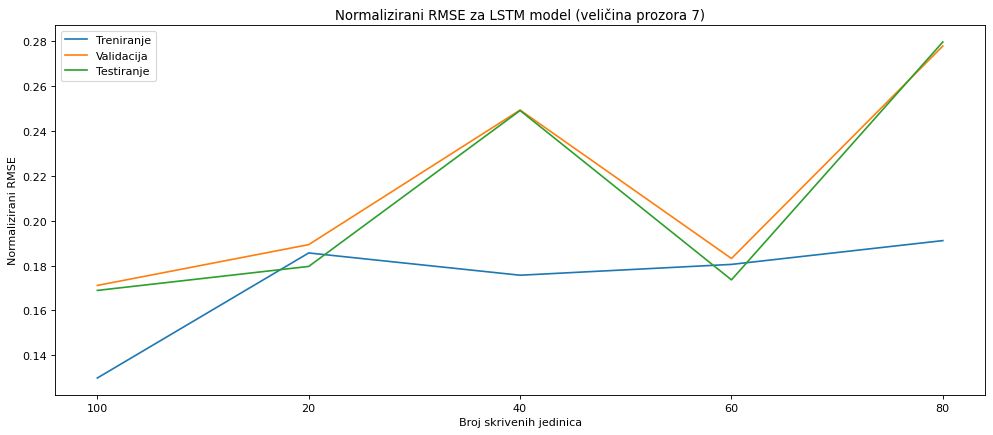 Normalizirani RMSE za LSTM model (veličina prozora 7)
Treniranje
Validacija
Testiranje
Normalizirani RMSE
0.28
0.26
0.24
0.22
0.20
0.18
0.16
0.14
100 20 40 60 80
Broj skrivenih jedinica